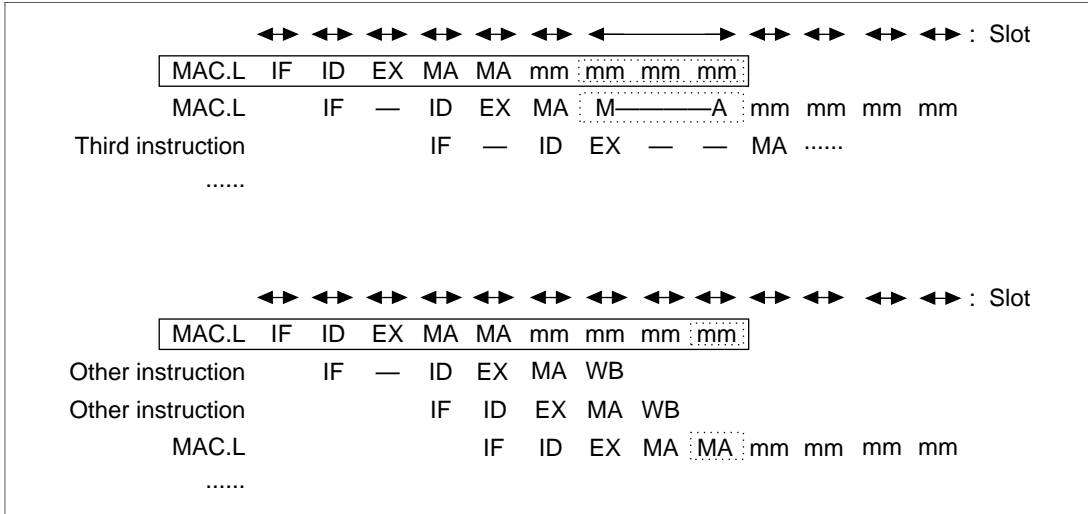 : Slot
MAC.L IF ID EX MA MA mm mm mm mm
MAC.L IF — ID EX MA M————A mm mm mm mm
Third instruction IF — ID EX — — MA ······
······
: Slot
MAC.L IF ID EX MA MA mm mm mm mm
Other instruction IF — ID EX MA WB
Other instruction IF ID EX MA WB
MAC.L IF ID EX MA MA mm mm mm mm
······